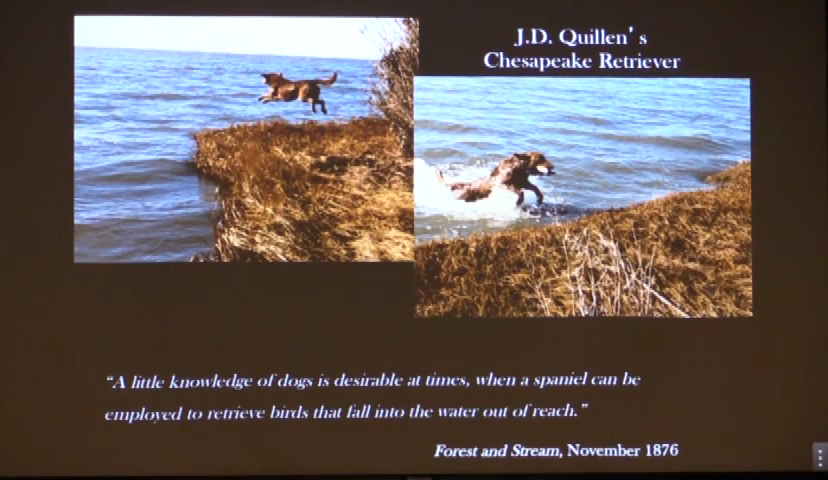 J.D. Quillen's
Chesapeake Retriever
"A little knowledge of dogs is desirable at times, when a spaniel can be
employed to retrieve birds that fall into the water out of reach."
Forest and Stream, November 1876